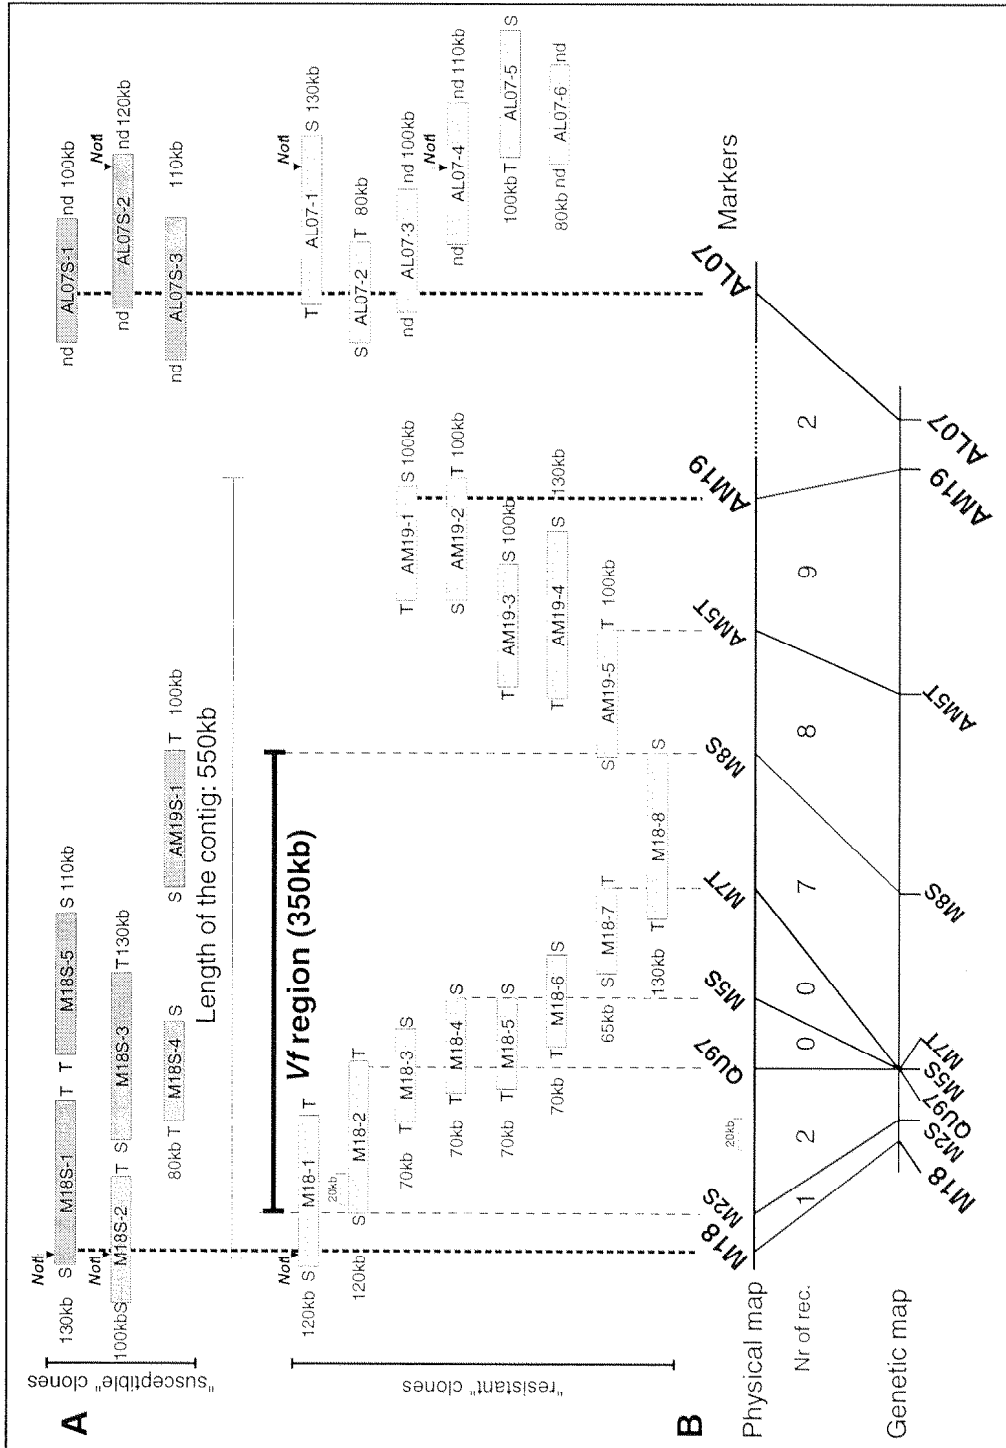 A
"susceptible" clones
NotI
130kb S M18S-1 T
T M18S-5 S 110kb
nd AL07S-1 nd 100kb
NotI
100kb S M18S-2 T
S M18S-3 T 130kb
NotI
nd AL07S-2 nd 120kb
80kb T M18S-4 S
S AM19S-1 T 100kb
nd AL07S-3 110kb
Length of the contig: 550kb
Vf region (350kb)
"resistant" clones
NotI
120kb S M18-1 T
NotI
T AL07-1 S 130kb
20kb
120kb S M18-2 T
S AL07-2 T 80kb
70kb T M18-3 S
T AM19-1 S 100kb
nd AL07-3 nd 100kb
NotI
70kb T M18-4 S
S AM19-2 T 100kb
nd AL07-4 nd 110kb
70kb T M18-5 S
T AM19-3 S 100kb
100kb T AL07-5 S
70kb T M18-6 S
T AM19-4 S 130kb
80kb nd AL07-6 nd
65kb S M18-7 T
S AM19-5 T 100kb
130kb T M18-8 S
B
M18 M2S QU97 M5S M7T M8S AM5T AM19 AL07 Markers
20kb
Physical map
Nr of rec. 1 2 0 0 7 8 9 2
Genetic map
M18 M2S QU97 M5S M7T M8S AM5T AM19 AL07